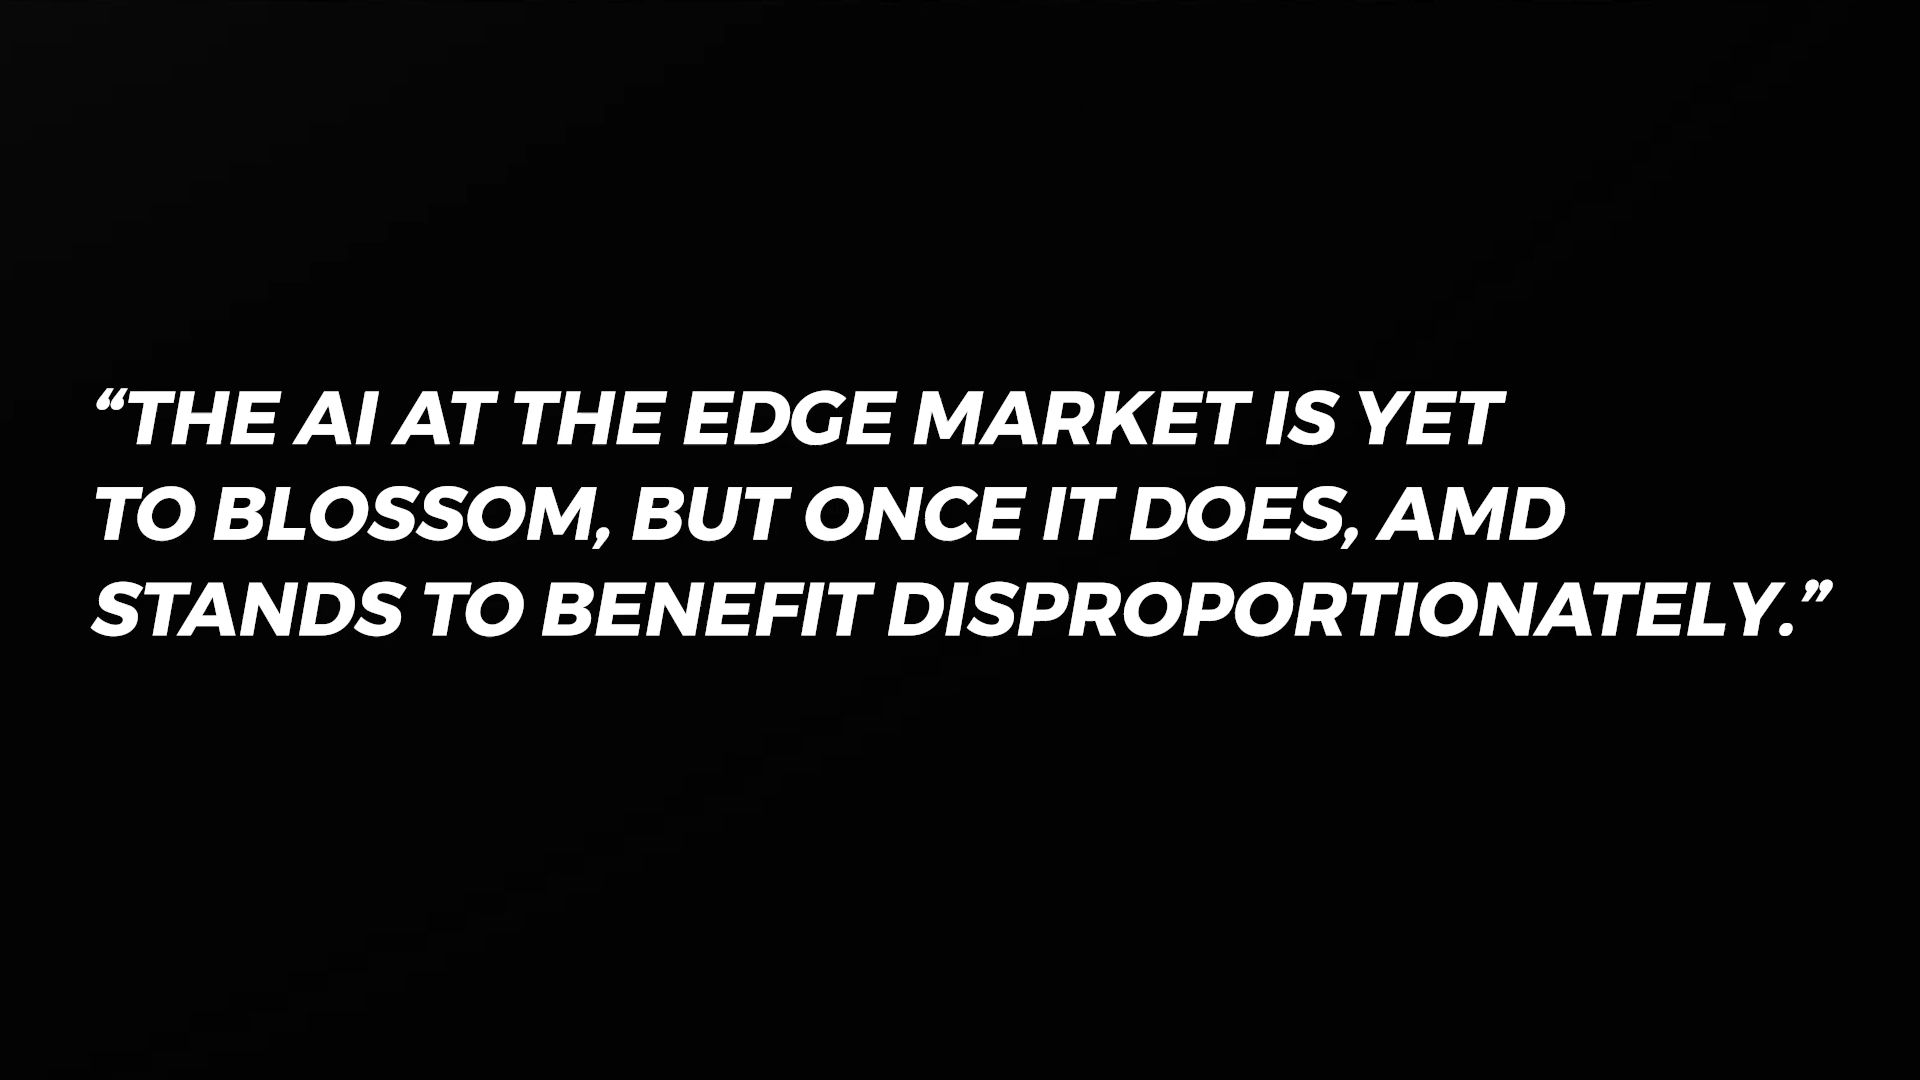 “THE AI AT THE EDGE MARKET IS YET
TO BLOSSOM, BUT ONCE IT DOES, AMD
STANDS TO BENEFIT DISPROPORTIONATELY.”